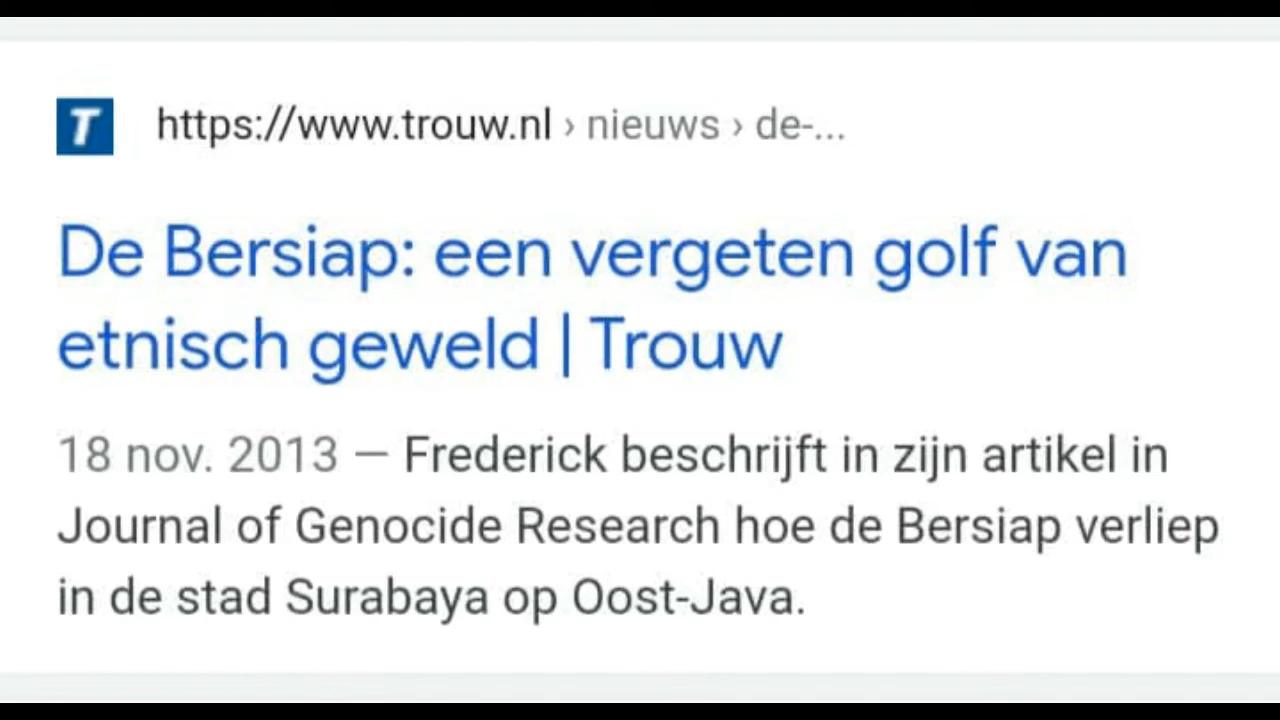 T
https://www.trouw.nl › nieuws › de-...
De Bersiap: een vergeten golf van
etnisch geweld | Trouw
18 nov. 2013 — Frederick beschrijft in zijn artikel in
Journal of Genocide Research hoe de Bersiap verliep
in de stad Surabaya op Oost-Java.